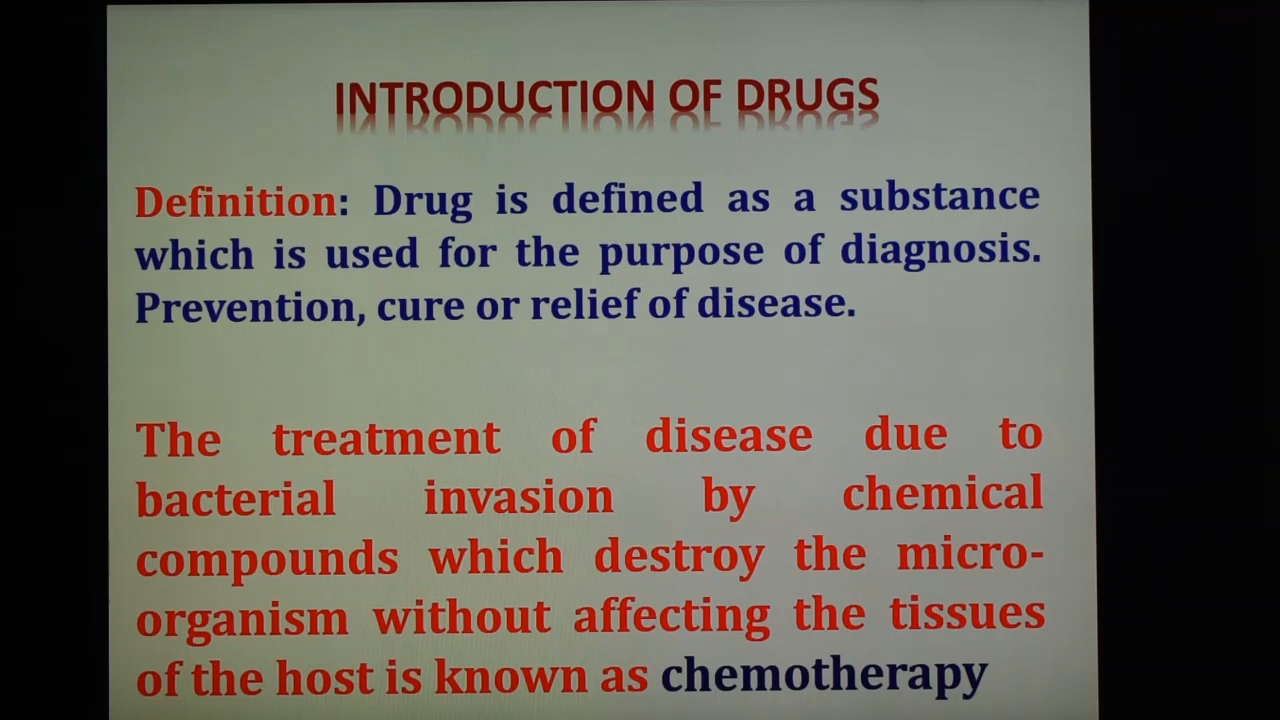 INTRODUCTION OF DRUGS
Definition: Drug is defined as a substance
which is used for the purpose of diagnosis.
Prevention, cure or relief of disease.
The treatment of disease due to
bacterial invasion by chemical
compounds which destroy the micro-
organism without affecting the tissues
of the host is known as chemotherapy